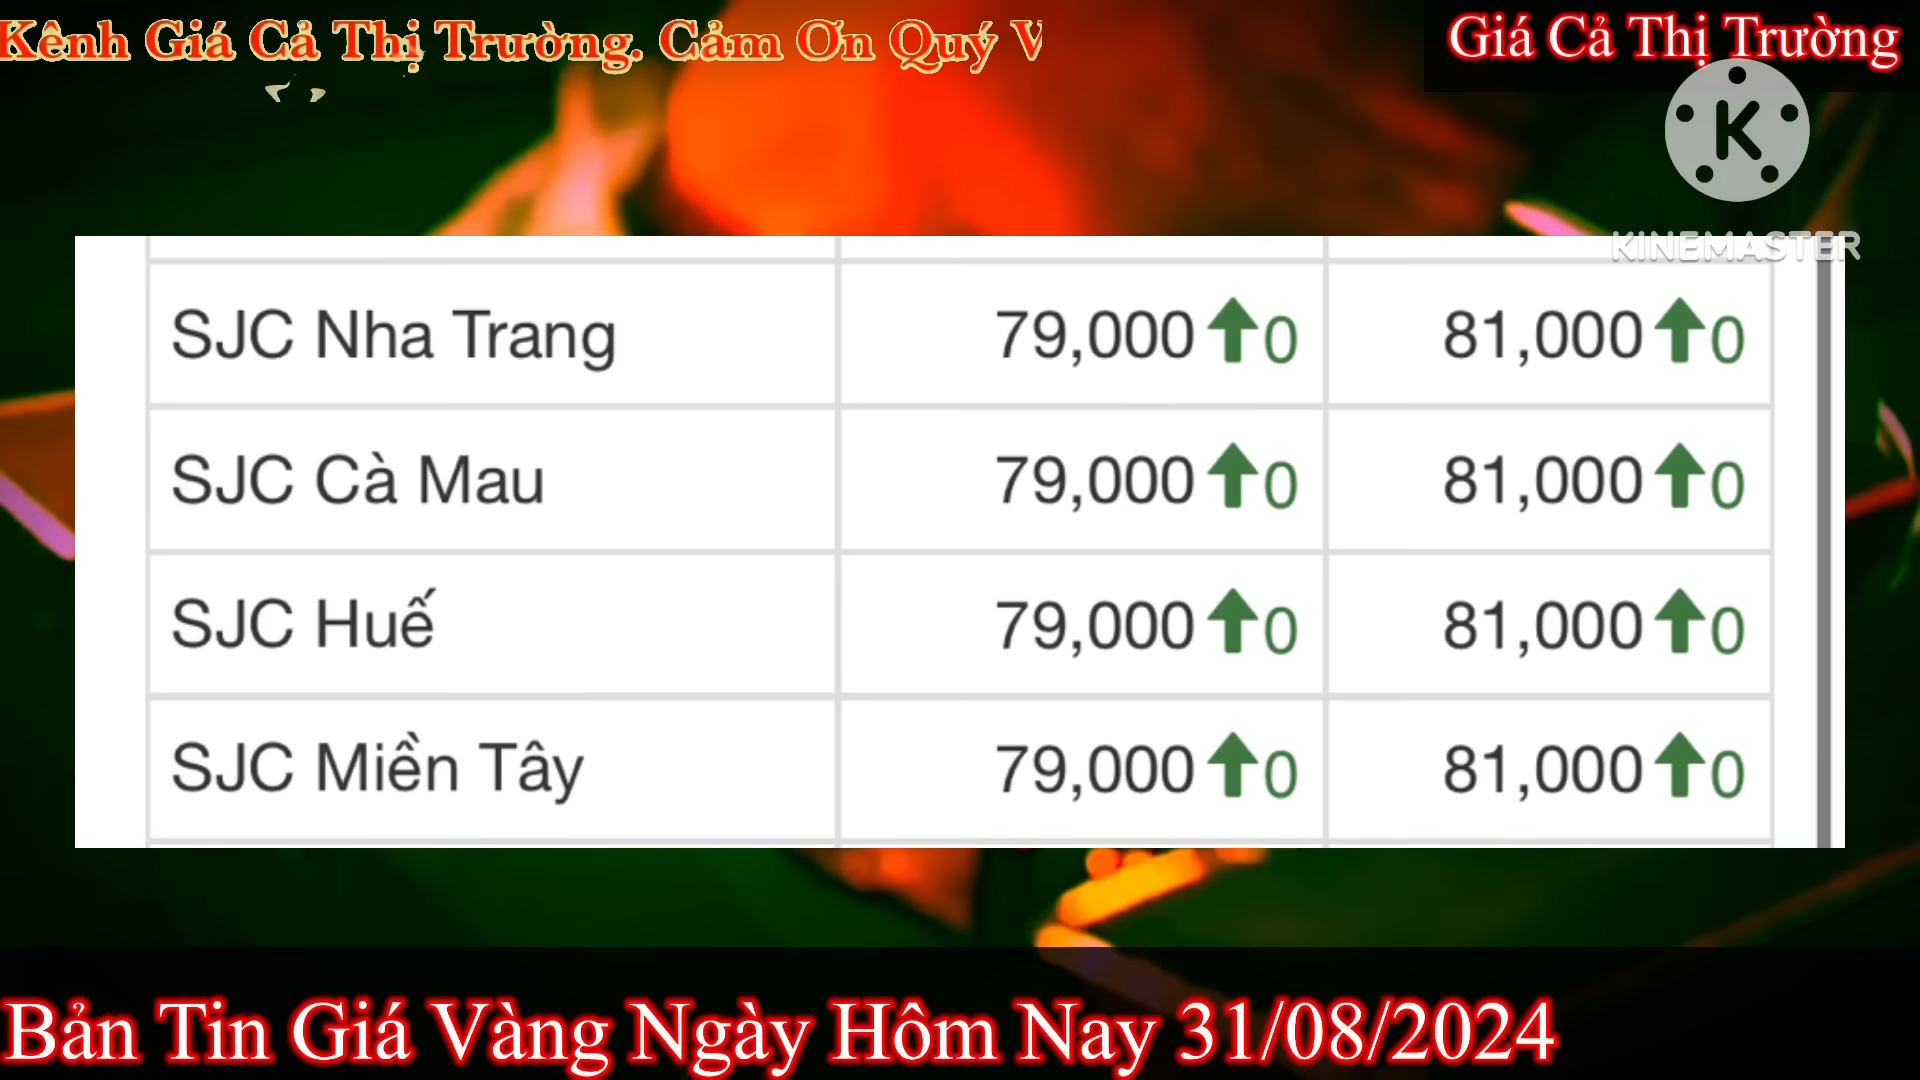 Kênh Giá Cả Thị Trường. Cảm Ơn Quý V
Giá Cả Thị Trường
K
KINEMASTER
SJC Nha Trang 79,000 ⬆0 81,000 ⬆0
SJC Cà Mau 79,000 ⬆0 81,000 ⬆0
SJC Huế 79,000 ⬆0 81,000 ⬆0
SJC Miền Tây 79,000 ⬆0 81,000 ⬆0
Bản Tin Giá Vàng Ngày Hôm Nay 31/08/2024